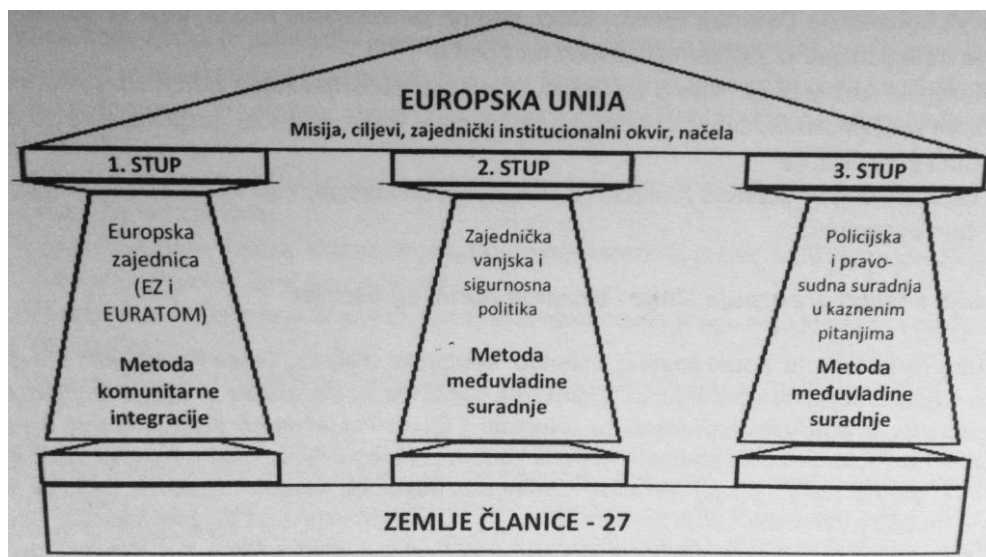 EUROPSKA UNIJA
Misija, ciljevi, zajednički institucionalni okvir, načela
1. STUP
2. STUP
3. STUP
Europska
zajednica
(EZ i
EURATOM)
Metoda
komunitarne
integracije
Zajednička
vanjska i
sigurnosna
politika
Metoda
međuvladine
suradnje
Policijska
i pravo-
sudna suradnja
u kaznenim
pitanjima
Metoda
međuvladine
suradnje
ZEMLJE ČLANICE - 27